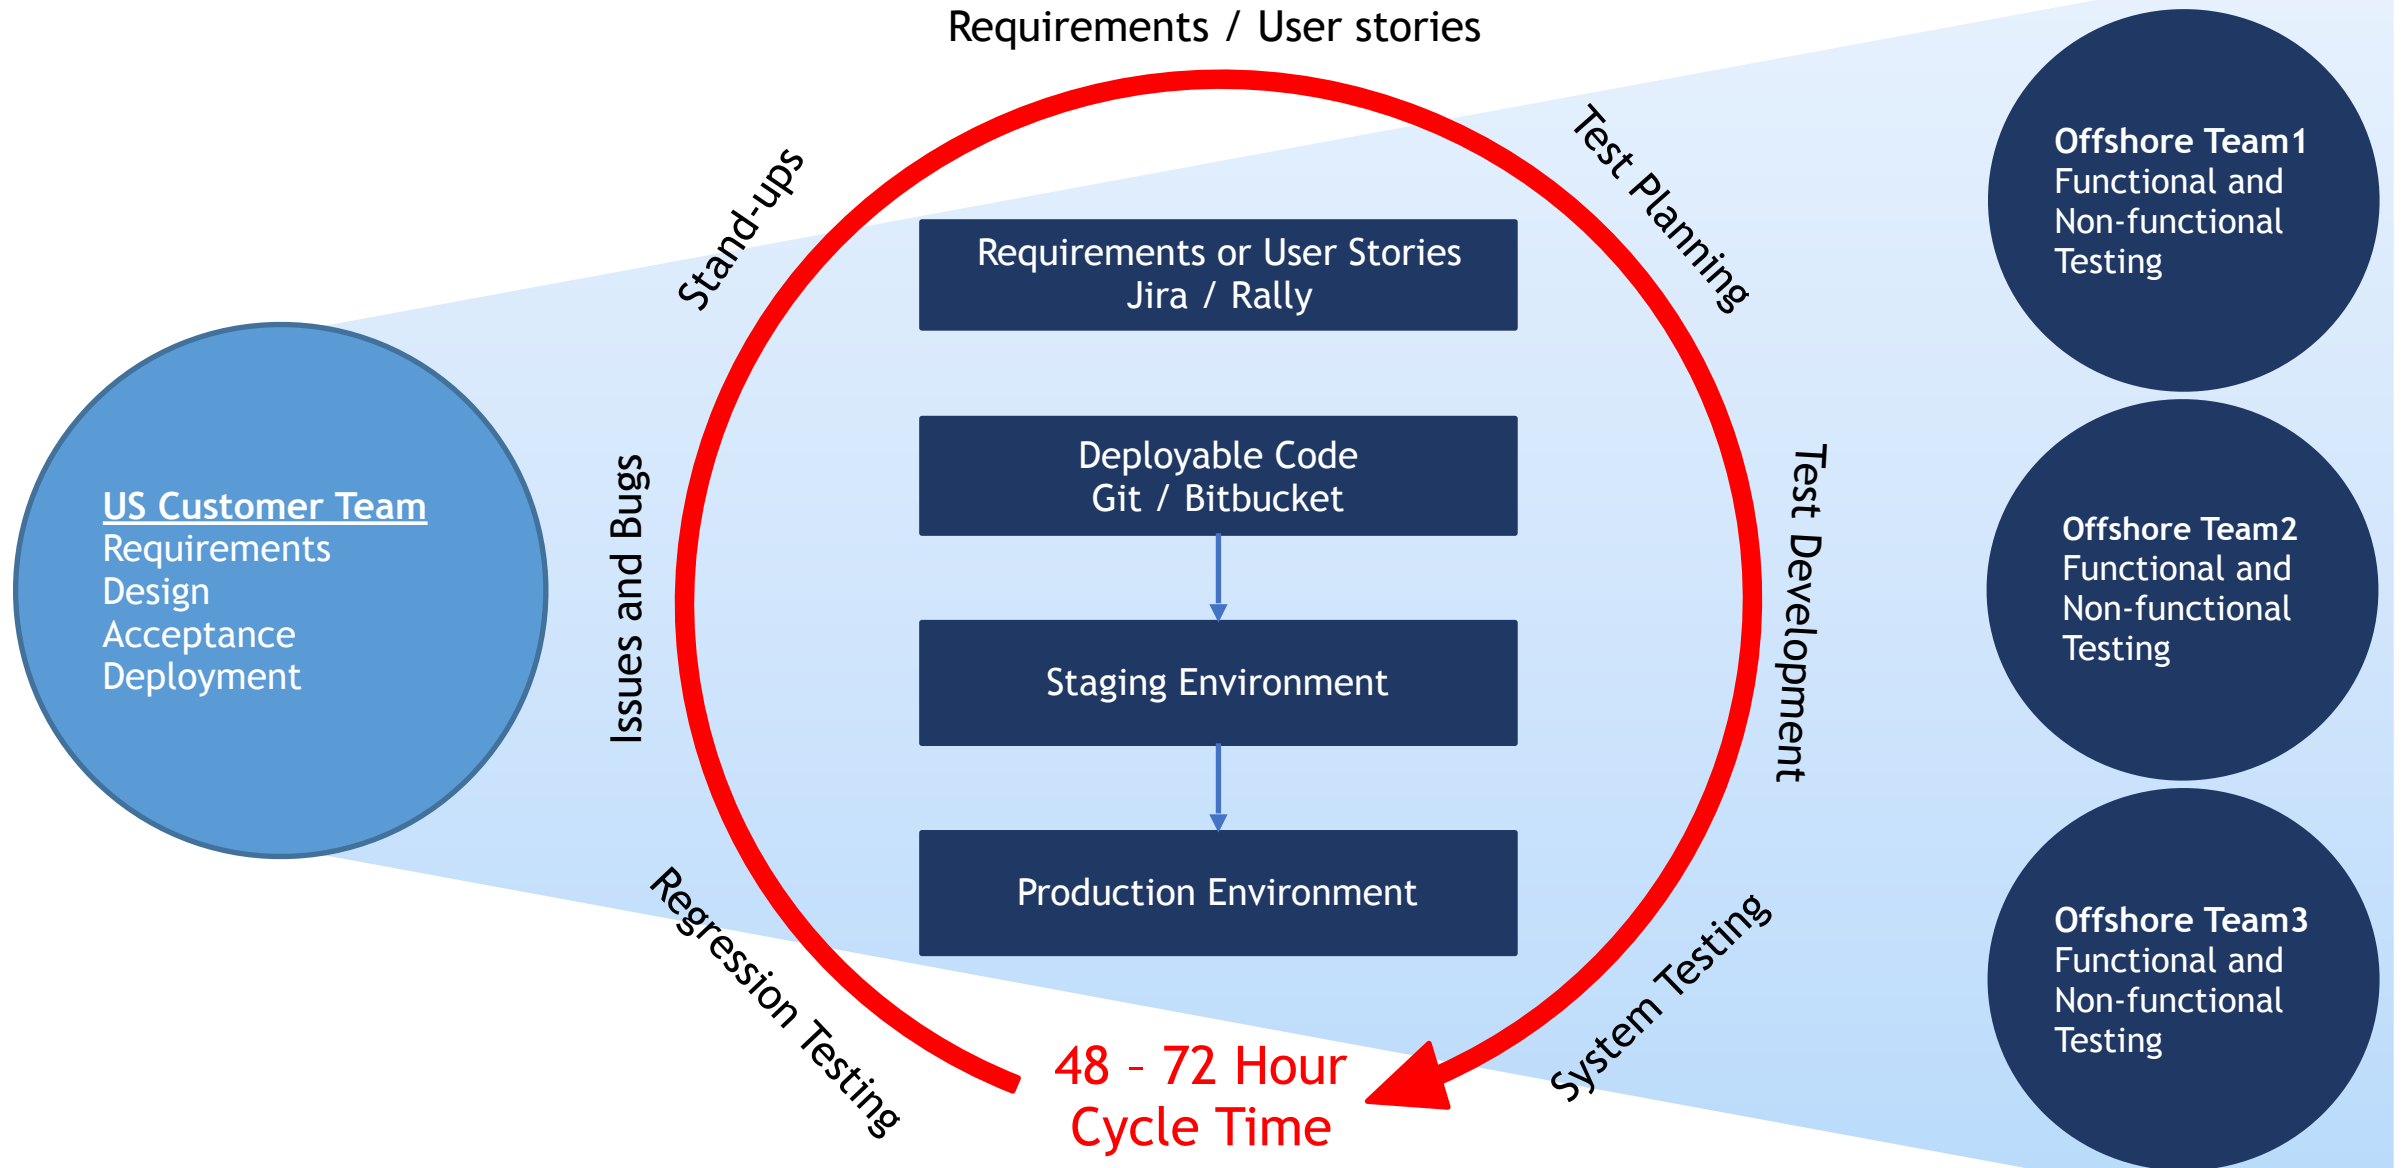 Requirements / User stories
Stand-ups
Test Planning
Issues and Bugs
Test Development
Regression Testing
System Testing
48 – 72 Hour
Cycle Time
US Customer Team
Requirements
Design
Acceptance
Deployment
Requirements or User Stories
Jira / Rally
Deployable Code
Git / Bitbucket
Staging Environment
Production Environment
Offshore Team1
Functional and
Non-functional
Testing
Offshore Team2
Functional and
Non-functional
Testing
Offshore Team3
Functional and
Non-functional
Testing